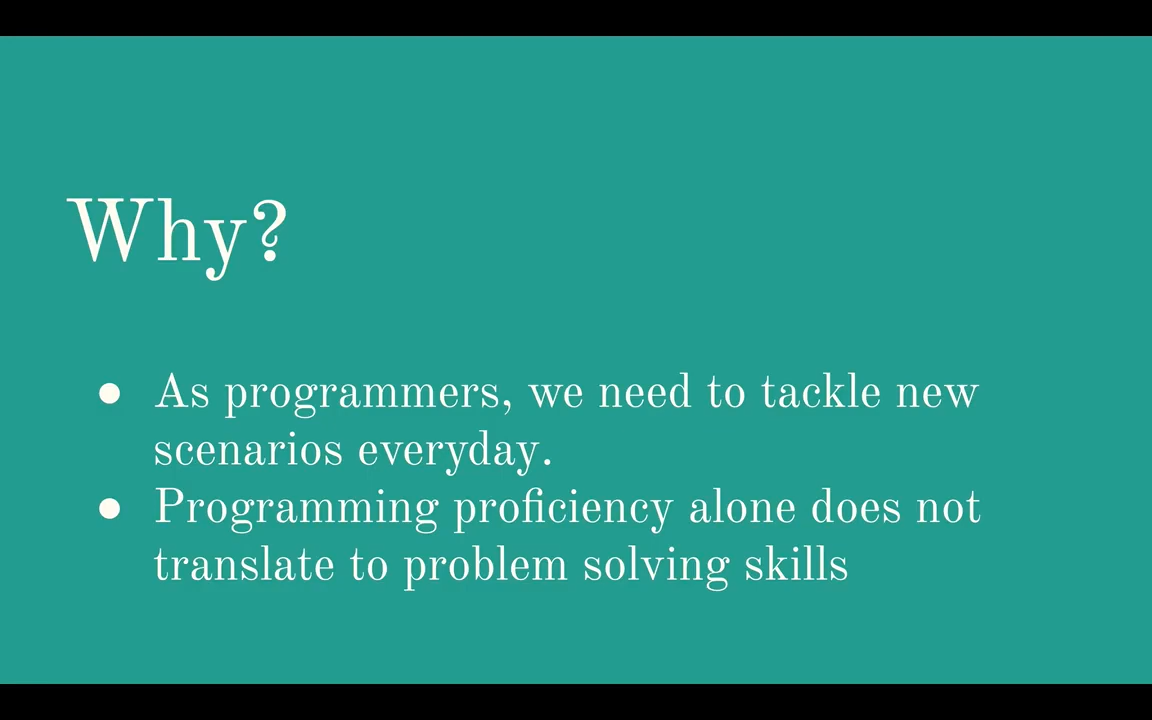 Why?
● As programmers, we need to tackle new
scenarios everyday.
● Programming proficiency alone does not
translate to problem solving skills